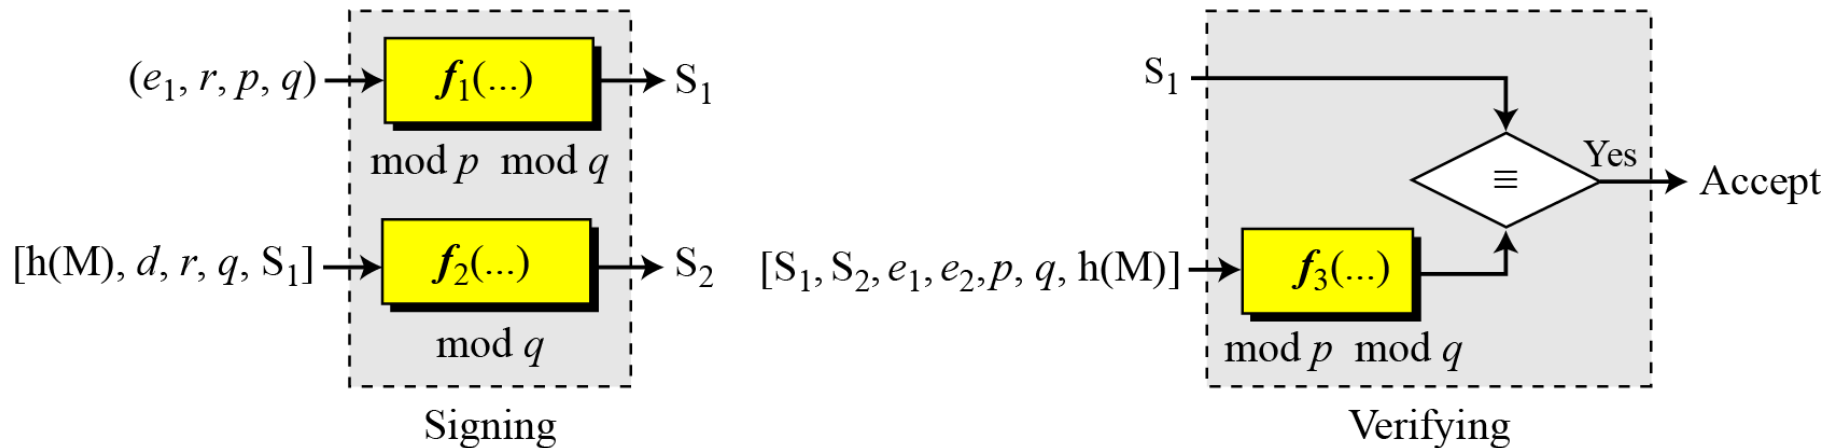 (e₁, r, p, q)
f₁(...)
S₁
mod p mod q
[h(M), d, r, q, S₁]
f₂(...)
S₂
mod q
Signing
S₁
≡
Yes
Accept
[S₁, S₂, e₁, e₂, p, q, h(M)]
f₃(...)
mod p mod q
Verifying